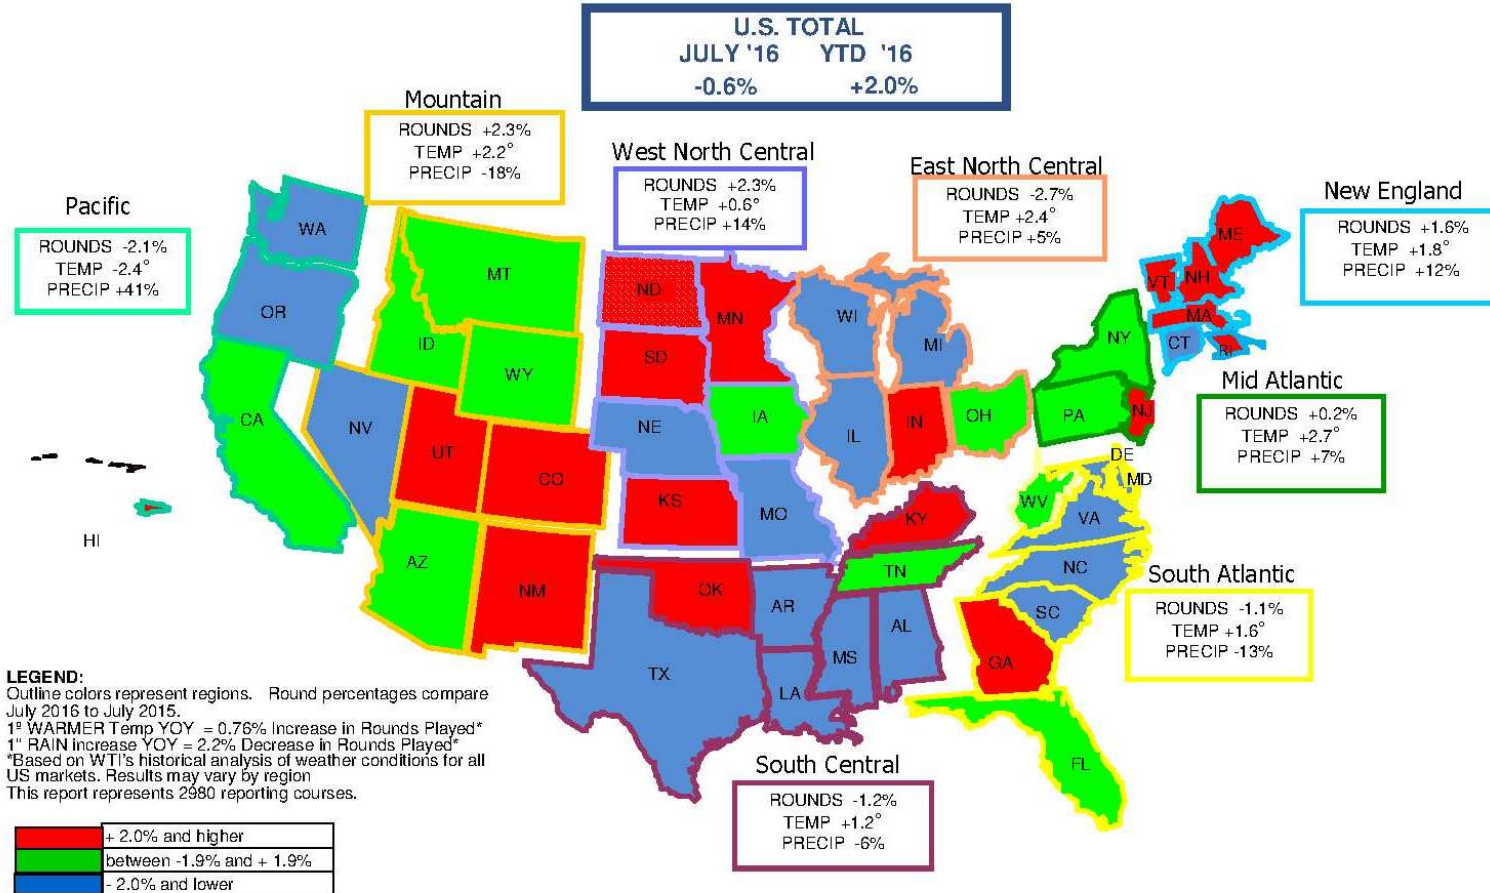 U.S. TOTAL
JULY '16 YTD '16
-0.6% +2.0%
Mountain
ROUNDS +2.3%
TEMP +2.2°
PRECIP -18%
West North Central
ROUNDS +2.3%
TEMP +0.6°
PRECIP +14%
East North Central
ROUNDS -2.7%
TEMP +2.4°
PRECIP +5%
New England
ROUNDS +1.6%
TEMP +1.8°
PRECIP +12%
Pacific
ROUNDS -2.1%
TEMP -2.4°
PRECIP +41%
Mid Atlantic
ROUNDS +0.2%
TEMP +2.7°
PRECIP +7%
South Atlantic
ROUNDS -1.1%
TEMP +1.6°
PRECIP -13%
South Central
ROUNDS -1.2%
TEMP +1.2°
PRECIP -6%
WA
OR
CA
NV
ID
MT
WY
UT
CO
AZ
NM
HI
ND
SD
NE
KS
MN
IA
MO
WI
MI
IL
IN
OH
KY
TN
OK
AR
TX
LA
MS
AL
ME
VT
NH
MA
CT
RI
NY
PA
NJ
DE
MD
WV
VA
NC
SC
GA
FL
LEGEND:
Outline colors represent regions. Round percentages compare
July 2016 to July 2015.
1º WARMER Temp YOY = 0.76% Increase in Rounds Played*
1" RAIN increase YOY = 2.2% Decrease in Rounds Played*
*Based on WTI's historical analysis of weather conditions for all
US markets. Results may vary by region
This report represents 2980 reporting courses.
+ 2.0% and higher
between -1.9% and + 1.9%
- 2.0% and lower